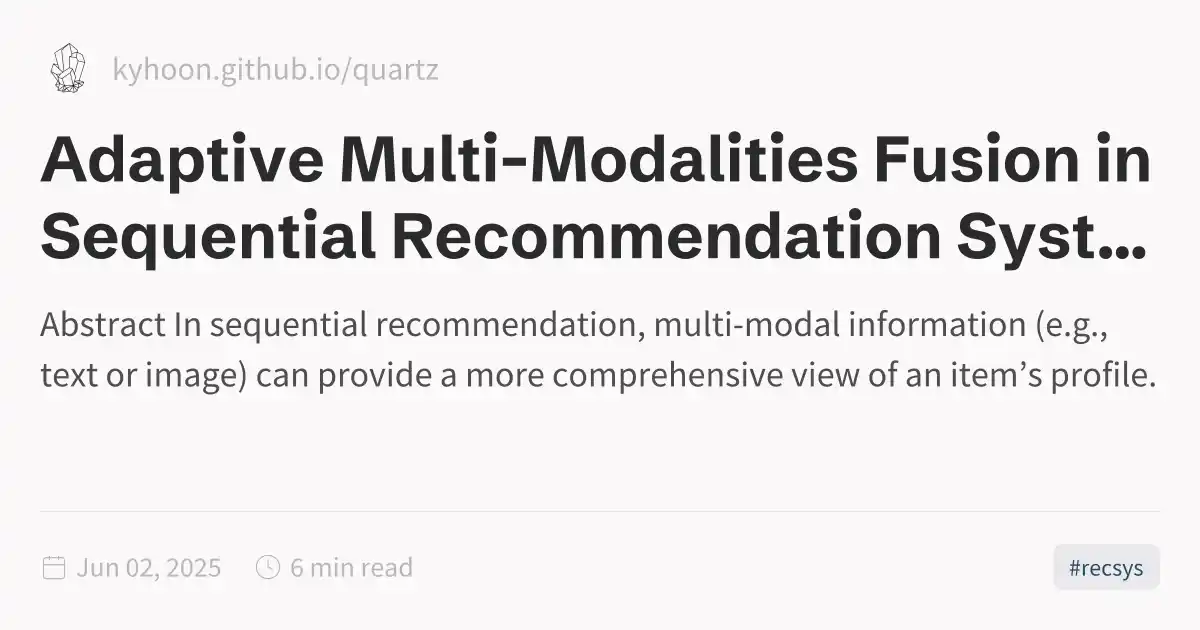 kyhoon.github.io/quartz
Adaptive Multi-Modalities Fusion in
Sequential Recommendation Syst...
Abstract In sequential recommendation, multi-modal information (e.g.,
text or image) can provide a more comprehensive view of an item’s profile.
Jun 02, 2025 6 min read #recsys